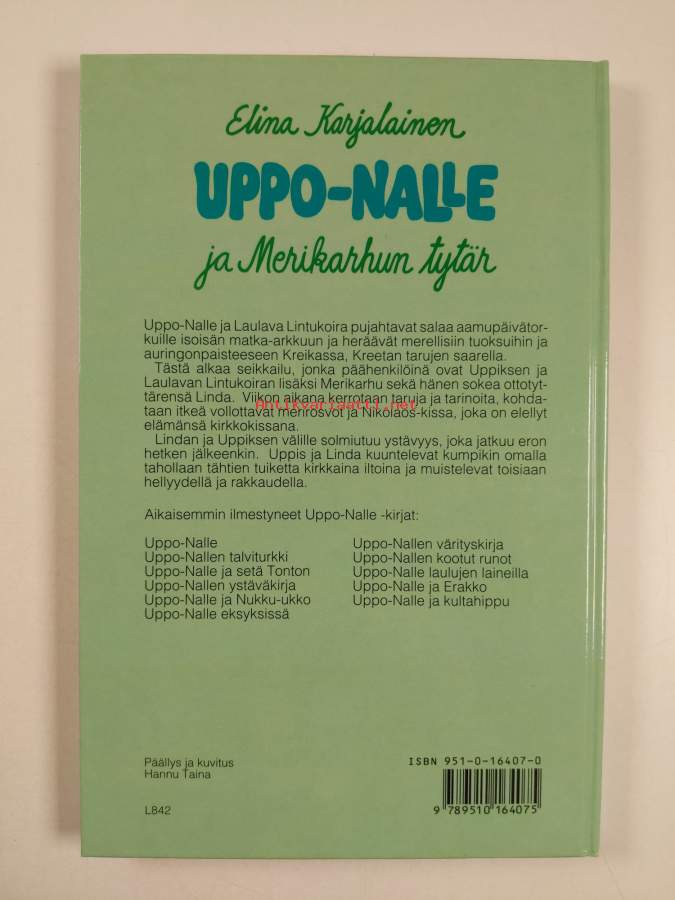 Elina Karjalainen
UPPO-NALLE
ja Merikarhun tytär
Uppo-Nalle ja Laulava Lintukoira pujahtavat salaa aamupäivätor-
kuille isoisän matka-arkkuun ja heräävät merellisiin tuoksuihin ja
auringonpaisteeseen Kreikassa, Kreetan tarujen saarella.
Tästä alkaa seikkailu, jonka päähenkilöinä ovat Uppiksen ja
Laulavan Lintukoiran lisäksi Merikarhu sekä hänen sokea ottotyt-
tärensä Linda. Viikon aikana kerrotaan taruja ja tarinoita, kohda-
Antikvariaatti.net
taan itkeä vollottavat merirosvot ja Nikolaos-kissa, joka on elellyt
elämänsä kirkkokissana.
Lindan ja Uppiksen välille solmiutuu ystävyys, joka jatkuu eron
hetken jälkeenkin. Uppis ja Linda kuuntelevat kumpikin omalla
tahollaan tähtien tuiketta kirkkaina iltoina ja muistelevat toisiaan
hellyydellä ja rakkaudella.
Aikaisemmin ilmestyneet Uppo-Nalle -kirjat:
Uppo-Nalle
Uppo-Nallen talviturkki
Uppo-Nalle ja setä Tonton
Uppo-Nallen ystäväkirja
Uppo-Nalle ja Nukku-ukko
Uppo-Nalle eksyksissä
Uppo-Nallen värityskirja
Uppo-Nallen kootut runot
Uppo-Nalle laulujen laineilla
Uppo-Nalle ja Erakko
Uppo-Nalle ja kultahippu
Päällys ja kuvitus
Hannu Taina
L842
ISBN 951-0-16407-0
9 789510 164075